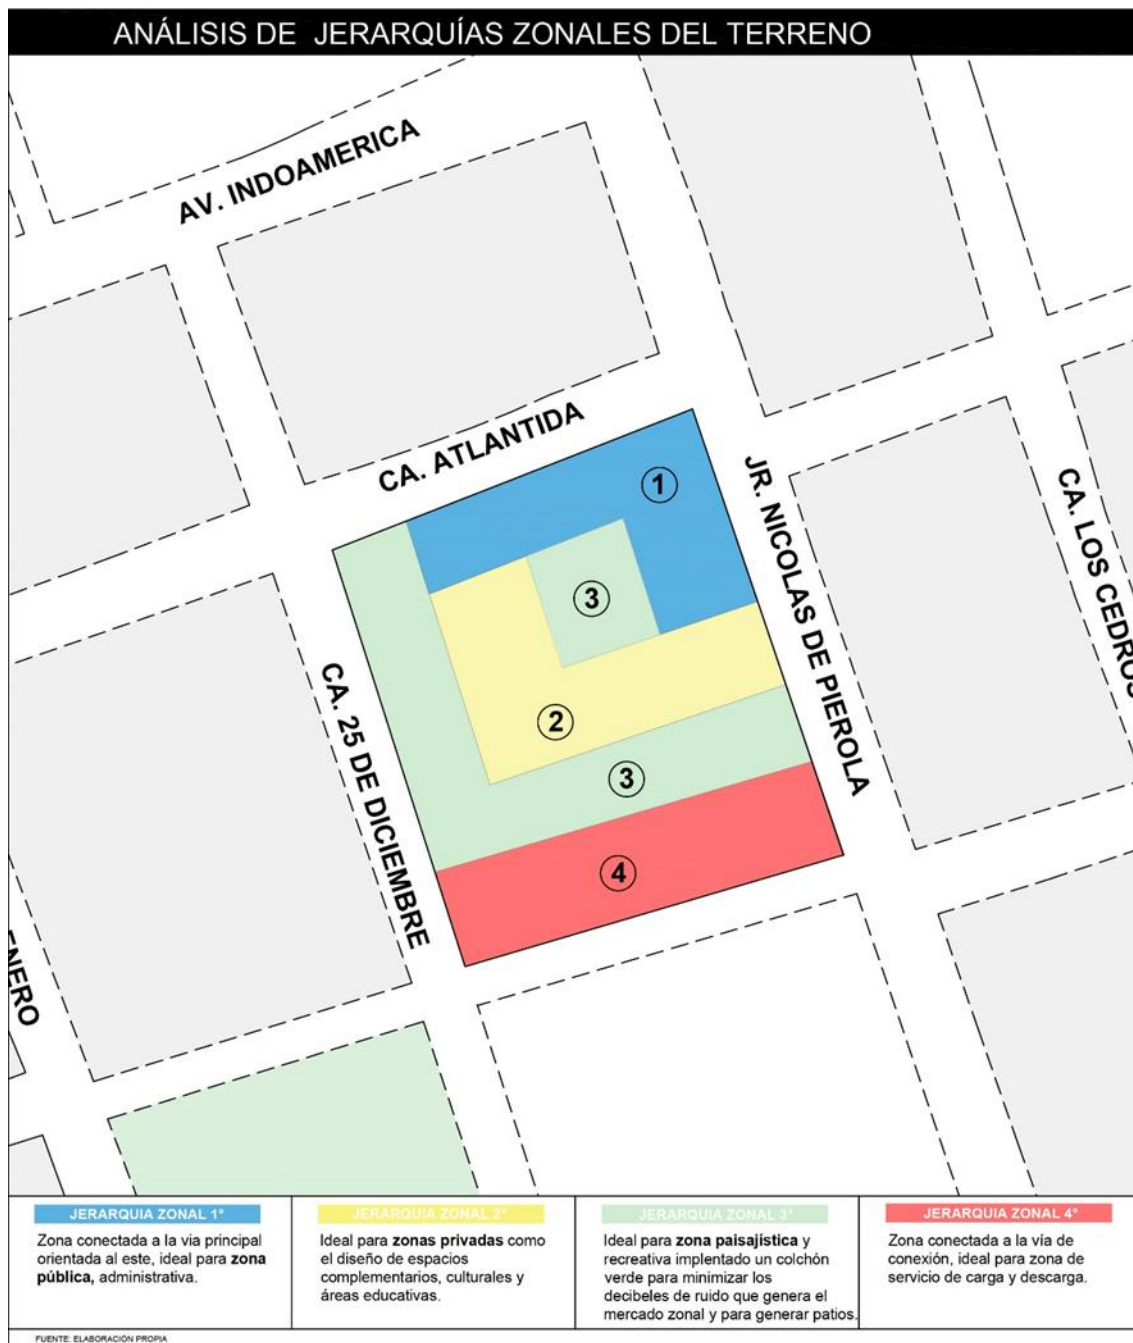 ANÁLISIS DE JERARQUÍAS ZONALES DEL TERRENO
AV. INDOAMERICA
CA. ATLANTIDA
JR. NICOLAS DE PIEROLA
CA. LOS CEDROS
CA. 25 DE DICIEMBRE
ENERO
1
3
2
3
4
JERARQUIA ZONAL 1°
Zona conectada a la via principal
orientada al este, ideal para zona
pública, administrativa.
JERARQUIA ZONAL 2°
Ideal para zonas privadas como
el diseño de espacios
complementarios, culturales y
áreas educativas.
JERARQUIA ZONAL 3°
Ideal para zona paisajística y
recreativa implentado un colchón
verde para minimizar los
decibeles de ruido que genera el
mercado zonal y para generar patios.
JERARQUIA ZONAL 4°
Zona conectada a la vía de
conexión, ideal para zona de
servicio de carga y descarga.
FUENTE: ELABORACIÓN PROPIA